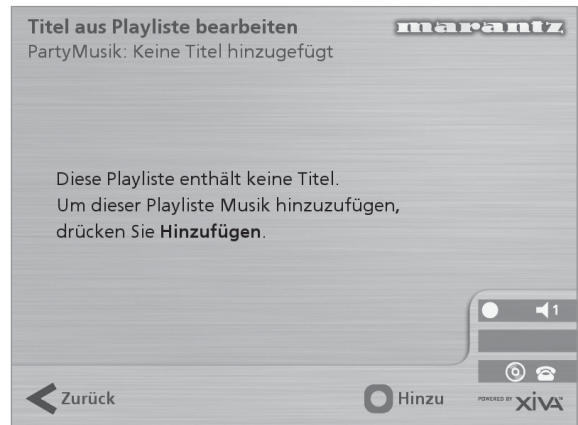 Titel aus Playliste bearbeiten
marantz
PartyMusik: Keine Titel hinzugefügt
Diese Playliste enthält keine Titel.
Um dieser Playliste Musik hinzuzufügen,
drücken Sie Hinzufügen.
1
Zurück
Hinzu
POWERED BY XiVA™